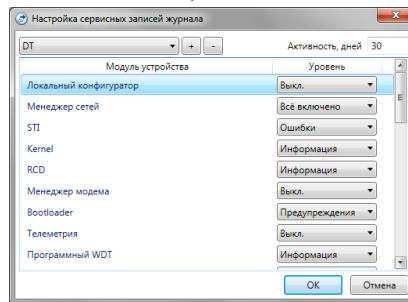 Настройка сервисных записей журнала
DT + - Активность, дней 30
Модуль устройства Уровень
Локальный конфигуратор Выкл.
Менеджер сетей Всё включено
STI Ошибки
Kernel Информация
RCD Информация
Менеджер модема Выкл.
Bootloader Предупреждения
Телеметрия Выкл.
Программный WDT Информация
OK Отмена